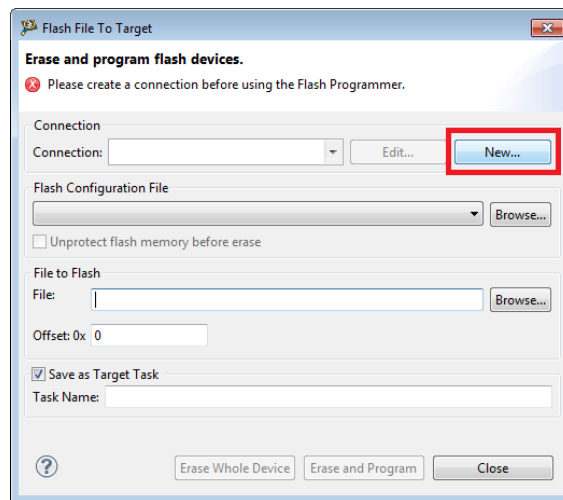 Flash File To Target
Erase and program flash devices.
Please create a connection before using the Flash Programmer.
Connection
Connection: Edit... New...
Flash Configuration File
Browse...
Unprotect flash memory before erase
File to Flash
File: Browse...
Offset: 0x 0
Save as Target Task
Task Name:
? Erase Whole Device Erase and Program Close